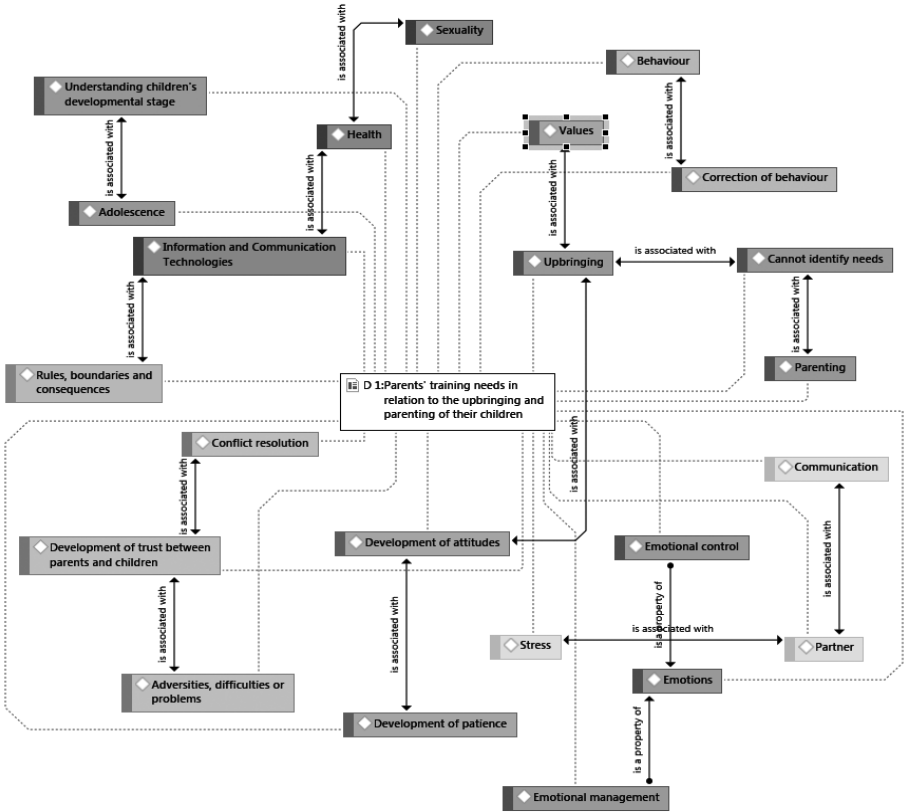 Sexuality
is associated with
Behaviour
Understanding children's
developmental stage
Values
Health
is associated with
is associated with
is associated with
is associated with
Correction of behaviour
Adolescence
Information and Communication
Technologies
is associated with
Upbringing
Cannot identify needs
is associated with
is associated with
Rules, boundaries and
consequences
Parenting
D 1:Parents' training needs in
relation to the upbringing and
parenting of their children
Conflict resolution
is associated with
Communication
is associated with
Development of trust between
parents and children
Development of attitudes
Emotional control
is associated with
is associated with
is associated with
is a property of
is associated with
Stress
Partner
Adversities, difficulties or
problems
Emotions
Development of patience
is a property of
Emotional management